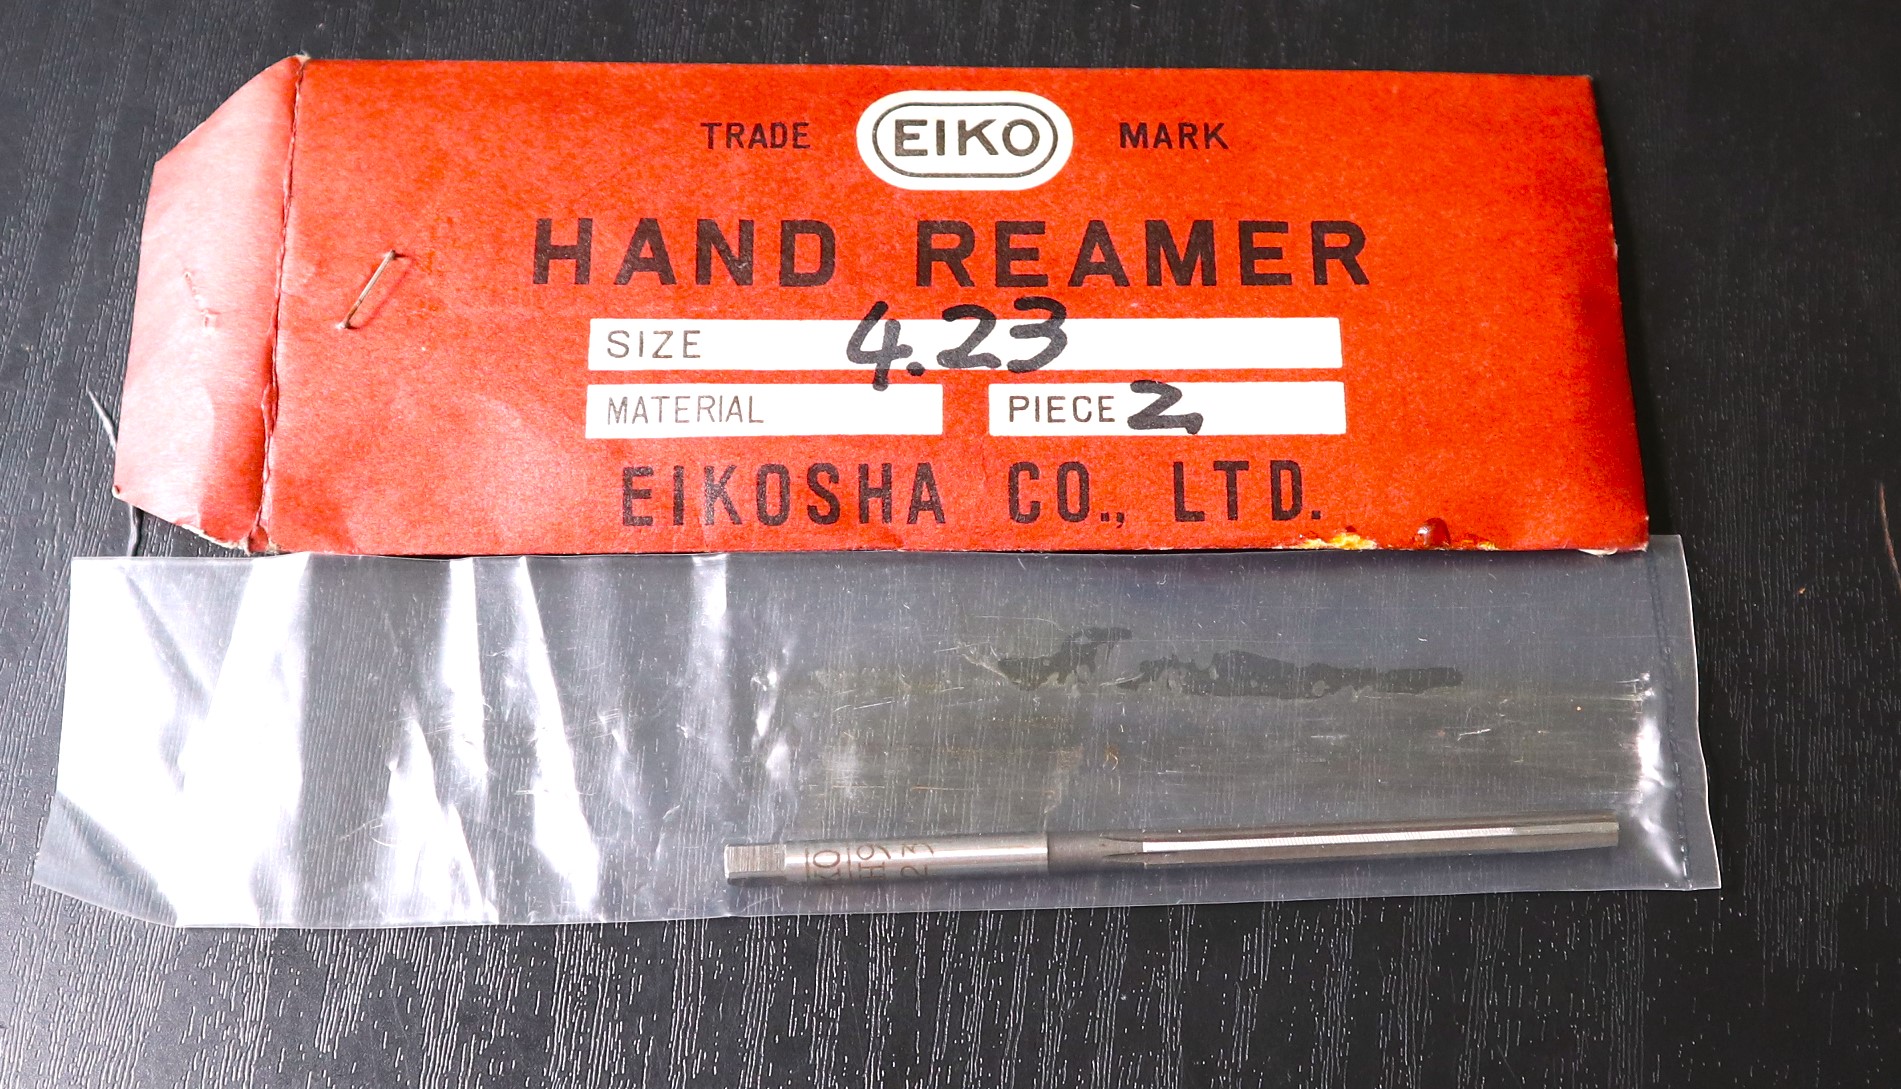 TRADE EIKO MARK
HAND REAMER
SIZE 4.23
MATERIAL PIECE 2
EIKOSHA CO., LTD.